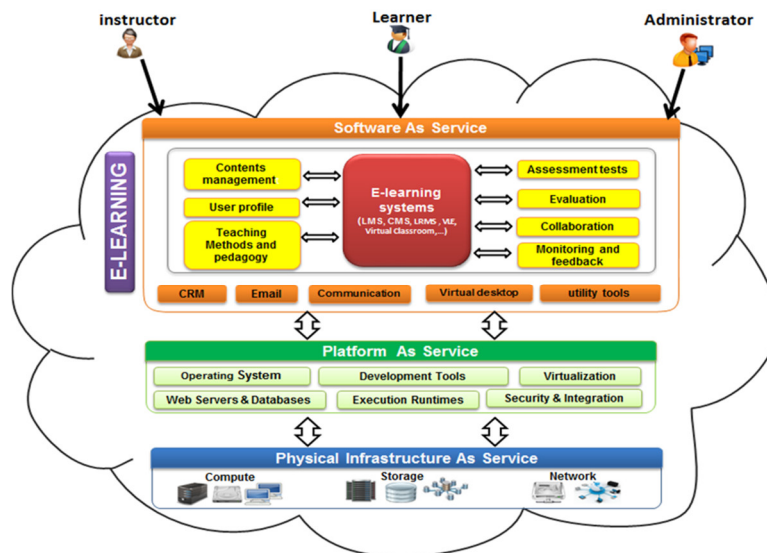 instructor
Learner
Administrator
Software As Service
E-LEARNING
Contents
management
User profile
Teaching
Methods and
pedagogy
E-learning
systems
(LMS, CMS, LRMS, VLE,
Virtual Classroom,...)
Assessment tests
Evaluation
Collaboration
Monitoring and
feedback
CRM
Email
Communication
Virtual desktop
utility tools
Platform As Service
Operating System
Development Tools
Virtualization
Web Servers & Databases
Execution Runtimes
Security & Integration
Physical Infrastructure As Service
Compute
Storage
Network